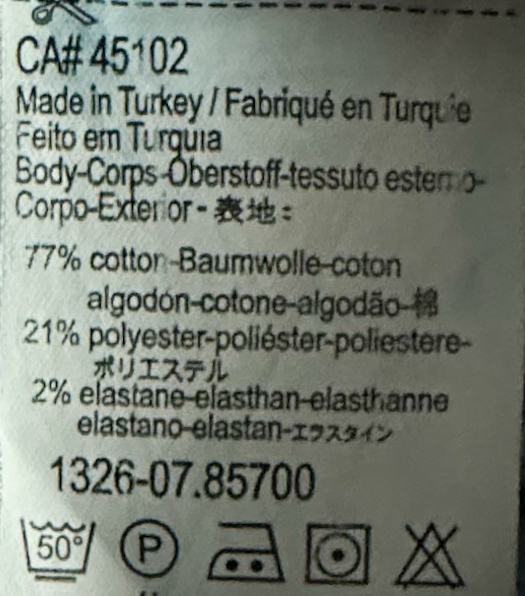 CA# 45102
Made in Turkey / Fabriqué en Turquie
Feito em Turquia
Body-Corps-Oberstoff-tessuto esterno-
Corpo-Exterior - 表地 :
77% cotton-Baumwolle-coton
algodón-cotone-algodão-棉
21% polyester-poliéster-poliestere-
ポリエステル
2% elastane-elasthan-elasthanne
elastano-elastan-エラスタイン
1326-07.85700
50° P